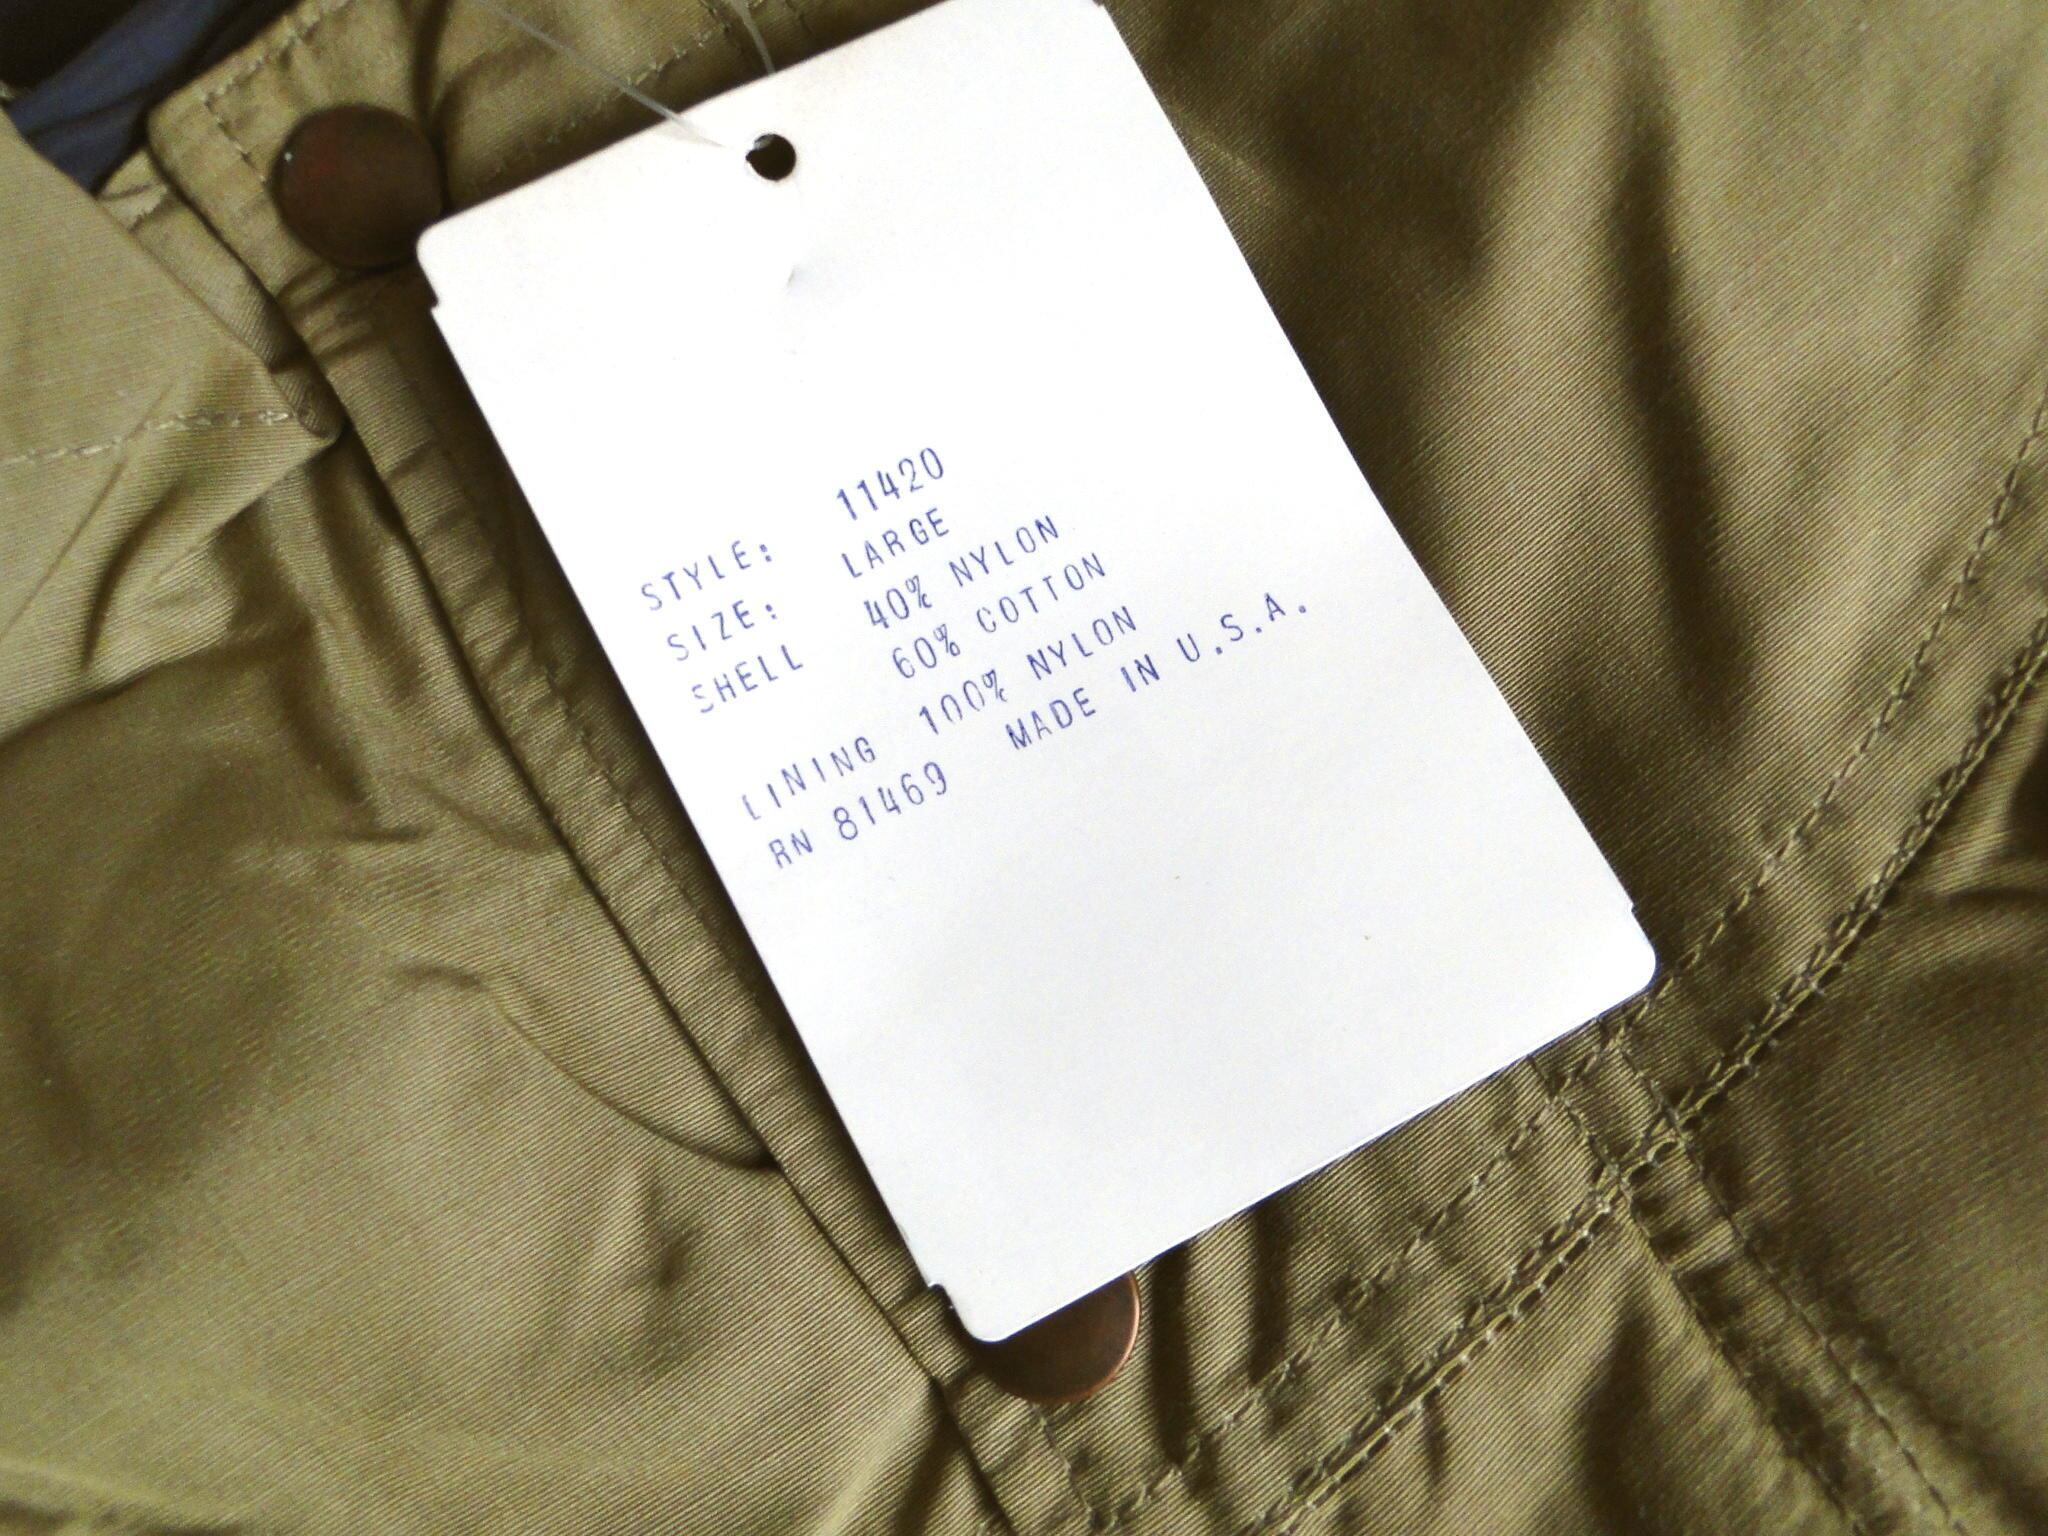 STYLE: 11420
SIZE: LARGE
SHELL 40% NYLON
60% COTTON
LINING 100% NYLON
RN 81469 MADE IN U.S.A.